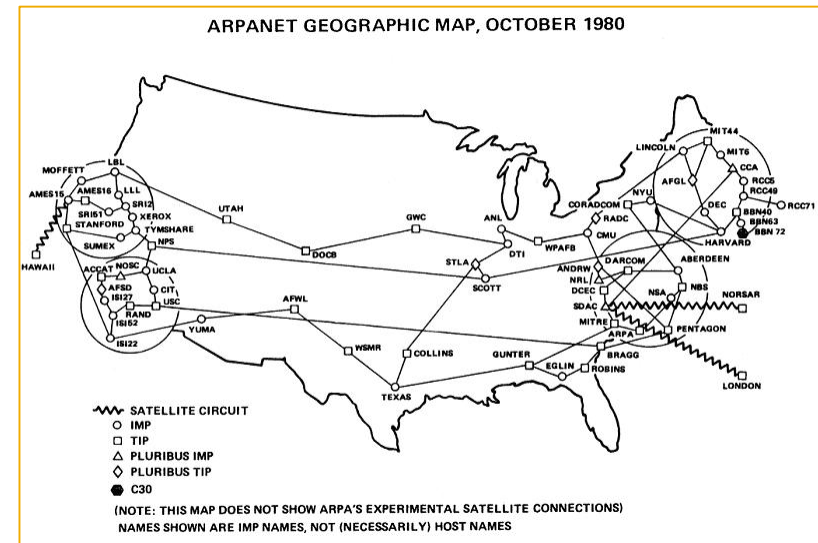 ARPANET GEOGRAPHIC MAP, OCTOBER 1980
MIT44
LINCOLN
MIT6
CCA
MOFFETT
LBL
RCC5
RCC49
AMES15
AMES16
LLL
AFGL
NYU
RCC71
SRI2
CORADCOM
DEC
BBN40
SRI51
XEROX
UTAH
GWC
ANL
RADC
BBN63
STANFORD
TYMSHARE
CMU
BBN 72
SUMEX
NPS
DOCB
DTI
WPAFB
HARVARD
HAWAII
ACCAT
NOSC
UCLA
STLA
ANDRW
DARCOM
ABERDEEN
SCOTT
NRL
AFSD
CIT
DCEC
NSA
NBS
ISI27
USC
AFWL
SDAC
NORSAR
RAND
ISI52
YUMA
MITRE
ARPA
PENTAGON
ISI22
WSMR
COLLINS
GUNTER
BRAGG
EGLIN
ROBINS
TEXAS
LONDON
SATELLITE CIRCUIT
IMP
TIP
PLURIBUS IMP
PLURIBUS TIP
C30
(NOTE: THIS MAP DOES NOT SHOW ARPA'S EXPERIMENTAL SATELLITE CONNECTIONS)
NAMES SHOWN ARE IMP NAMES, NOT (NECESSARILY) HOST NAMES